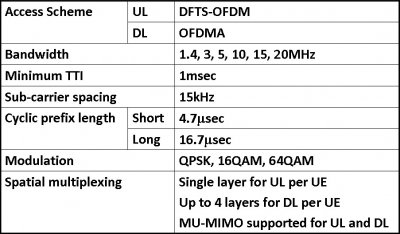 Access Scheme UL DFTS-OFDM
DL OFDMA
Bandwidth 1.4, 3, 5, 10, 15, 20MHz
Minimum TTI 1msec
Sub-carrier spacing 15kHz
Cyclic prefix length Short 4.7μsec
Long 16.7μsec
Modulation QPSK, 16QAM, 64QAM
Spatial multiplexing Single layer for UL per UE
Up to 4 layers for DL per UE
MU-MIMO supported for UL and DL